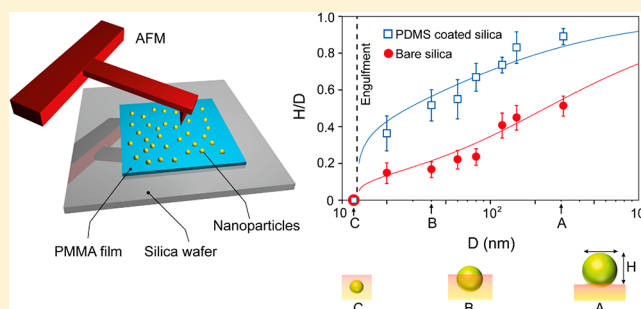 AFM
PMMA film
Silica wafer
Nanoparticles
H/D
1.0
0.8
0.6
0.4
0.2
0
PDMS coated silica
Bare silica
Engulfment
10
10²
C
B
A
D (nm)
H
C
B
A